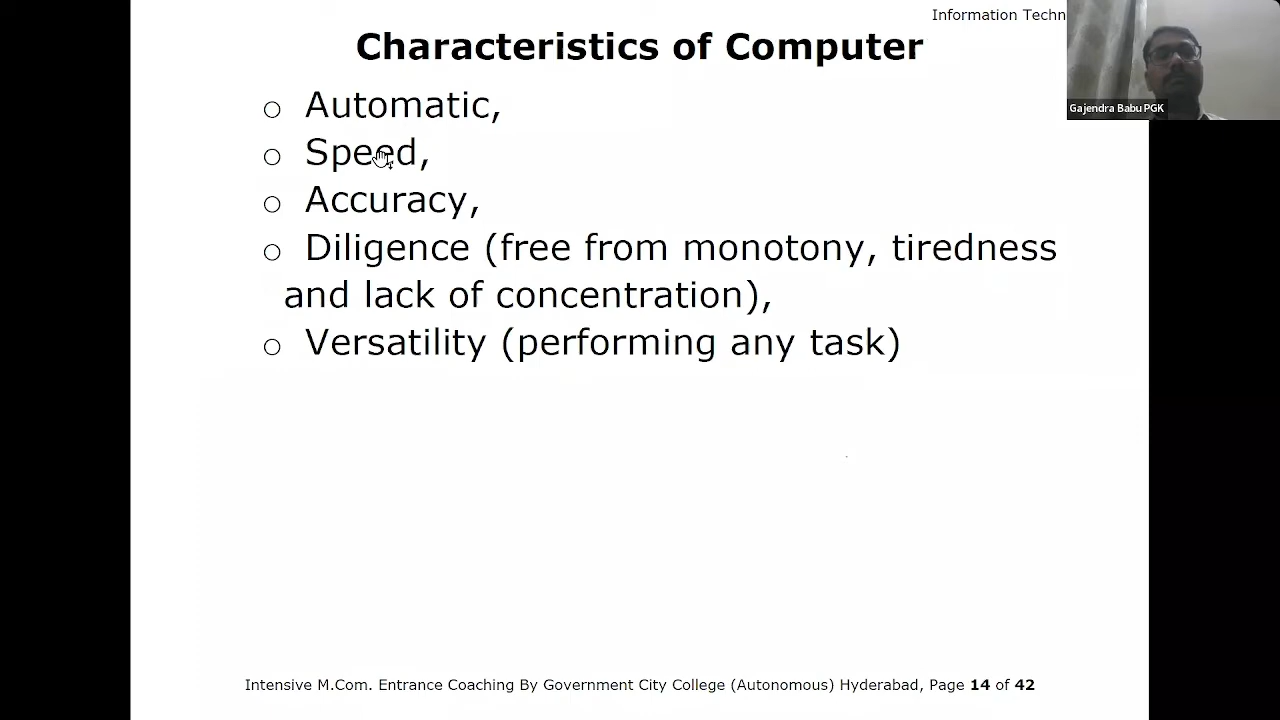 Information Techn
Characteristics of Computer
○ Automatic,
○ Speed,
○ Accuracy,
○ Diligence (free from monotony, tiredness
and lack of concentration),
○ Versatility (performing any task)
Gajendra Babu PGK
Intensive M.Com. Entrance Coaching By Government City College (Autonomous) Hyderabad, Page 14 of 42